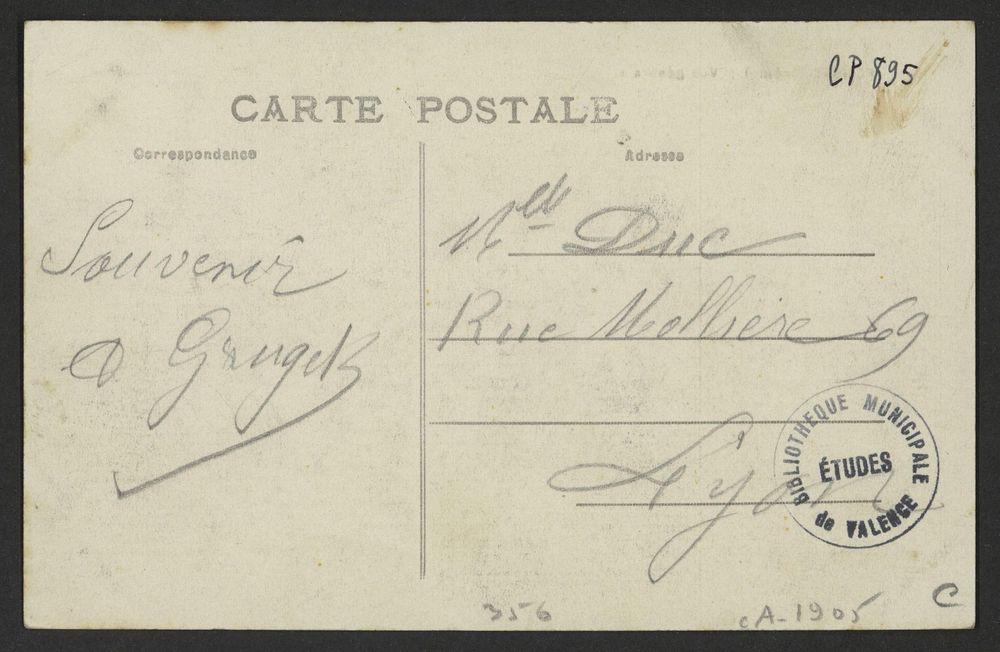 CP 895
CARTE POSTALE
Correspondance
Adresse
Souvenir
Melle Duc
Rue Mollière 69
Lyon
BIBLIOTHEQUE MUNICIPALE
ÉTUDES
de VALENCE
356
cA-1905
C